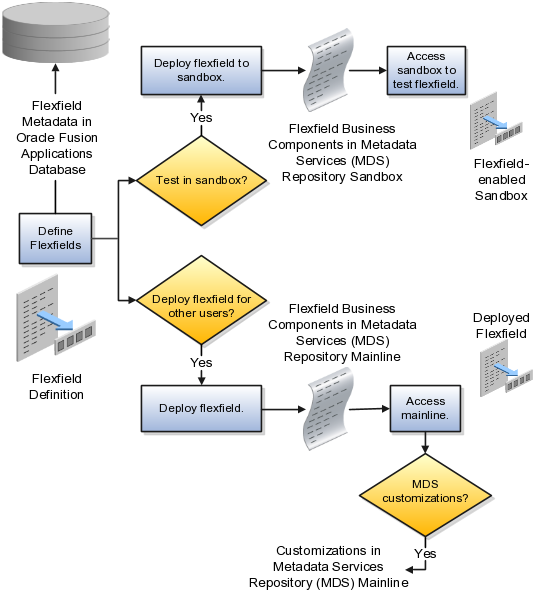 Flexfield
Metadata in
Oracle Fusion
Applications
Database
Define
Flexfields
Flexfield
Definition
Deploy flexfield to
sandbox.
Yes
Test in sandbox?
Flexfield Business
Components in Metadata
Services (MDS)
Repository Sandbox
Access
sandbox to
test flexfield.
Flexfield-
enabled
Sandbox
Deploy flexfield for
other users?
Yes
Deploy flexfield.
Flexfield Business
Components in Metadata
Services (MDS)
Repository Mainline
Access
mainline.
Deployed
Flexfield
MDS
customizations?
Yes
Customizations in
Metadata Services
Repository (MDS) Mainline